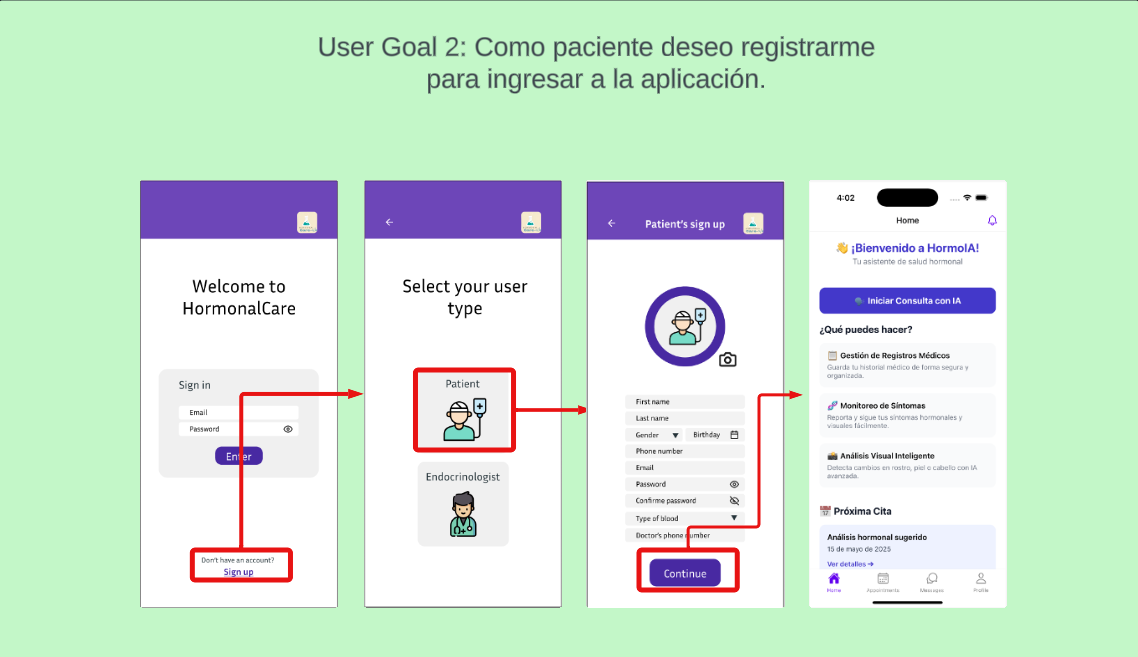 User Goal 2: Como paciente deseo registrarme
para ingresar a la aplicación.
Welcome to
HormonalCare
Sign in
Email
Password
Enter
Don't have an account?
Sign up
Select your user
type
Patient
Endocrinologist
Patient's sign up
First name
Last name
Gender
Birthday
Phone number
Email
Password
Confirme password
Type of blood
Doctor's phone number
Continue
4:02
Home
¡Bienvenido a HormoIA!
Tu asistente de salud hormonal
Iniciar Consulta con IA
¿Qué puedes hacer?
Gestión de Registros Médicos
Guarda tu historial médico de forma segura y
organizada.
Monitoreo de Síntomas
Reporta y sigue tus síntomas hormonales y
visuales fácilmente.
Análisis Visual Inteligente
Detecta cambios en rostro, piel o cabello con IA
avanzada.
Próxima Cita
Análisis hormonal sugerido
15 de mayo de 2025
Ver detalles →
Home
Appointments
Messages
Profile